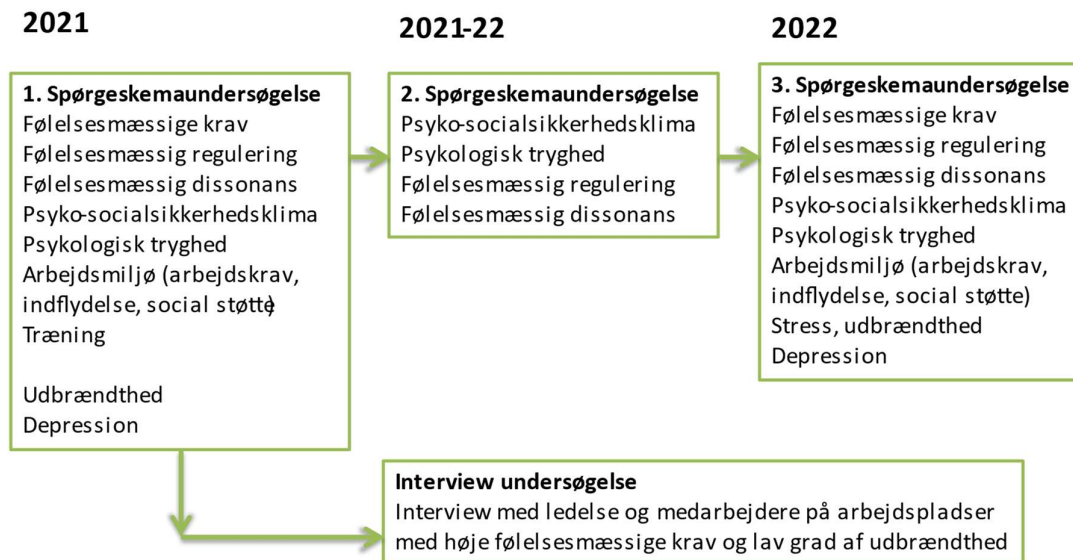 2021
1. Spørgeskemaundersøgelse
Følelsesmæssige krav
Følelsesmæssig regulering
Følelsesmæssig dissonans
Psyko-socialsikkerhedsklima
Psykologisk tryghed
Arbejdsmiljø (arbejdskrav,
indflydelse, social støtte)
Træning
Udbrændthed
Depression
2021-22
2. Spørgeskemaundersøgelse
Psyko-socialsikkerhedsklima
Psykologisk tryghed
Følelsesmæssig regulering
Følelsesmæssig dissonans
2022
3. Spørgeskemaundersøgelse
Følelsesmæssige krav
Følelsesmæssig regulering
Følelsesmæssig dissonans
Psyko-socialsikkerhedsklima
Psykologisk tryghed
Arbejdsmiljø (arbejdskrav,
indflydelse, social støtte)
Stress, udbrændthed
Depression
Interview undersøgelse
Interview med ledelse og medarbejdere på arbejdspladser
med høje følelsesmæssige krav og lav grad af udbrændthed